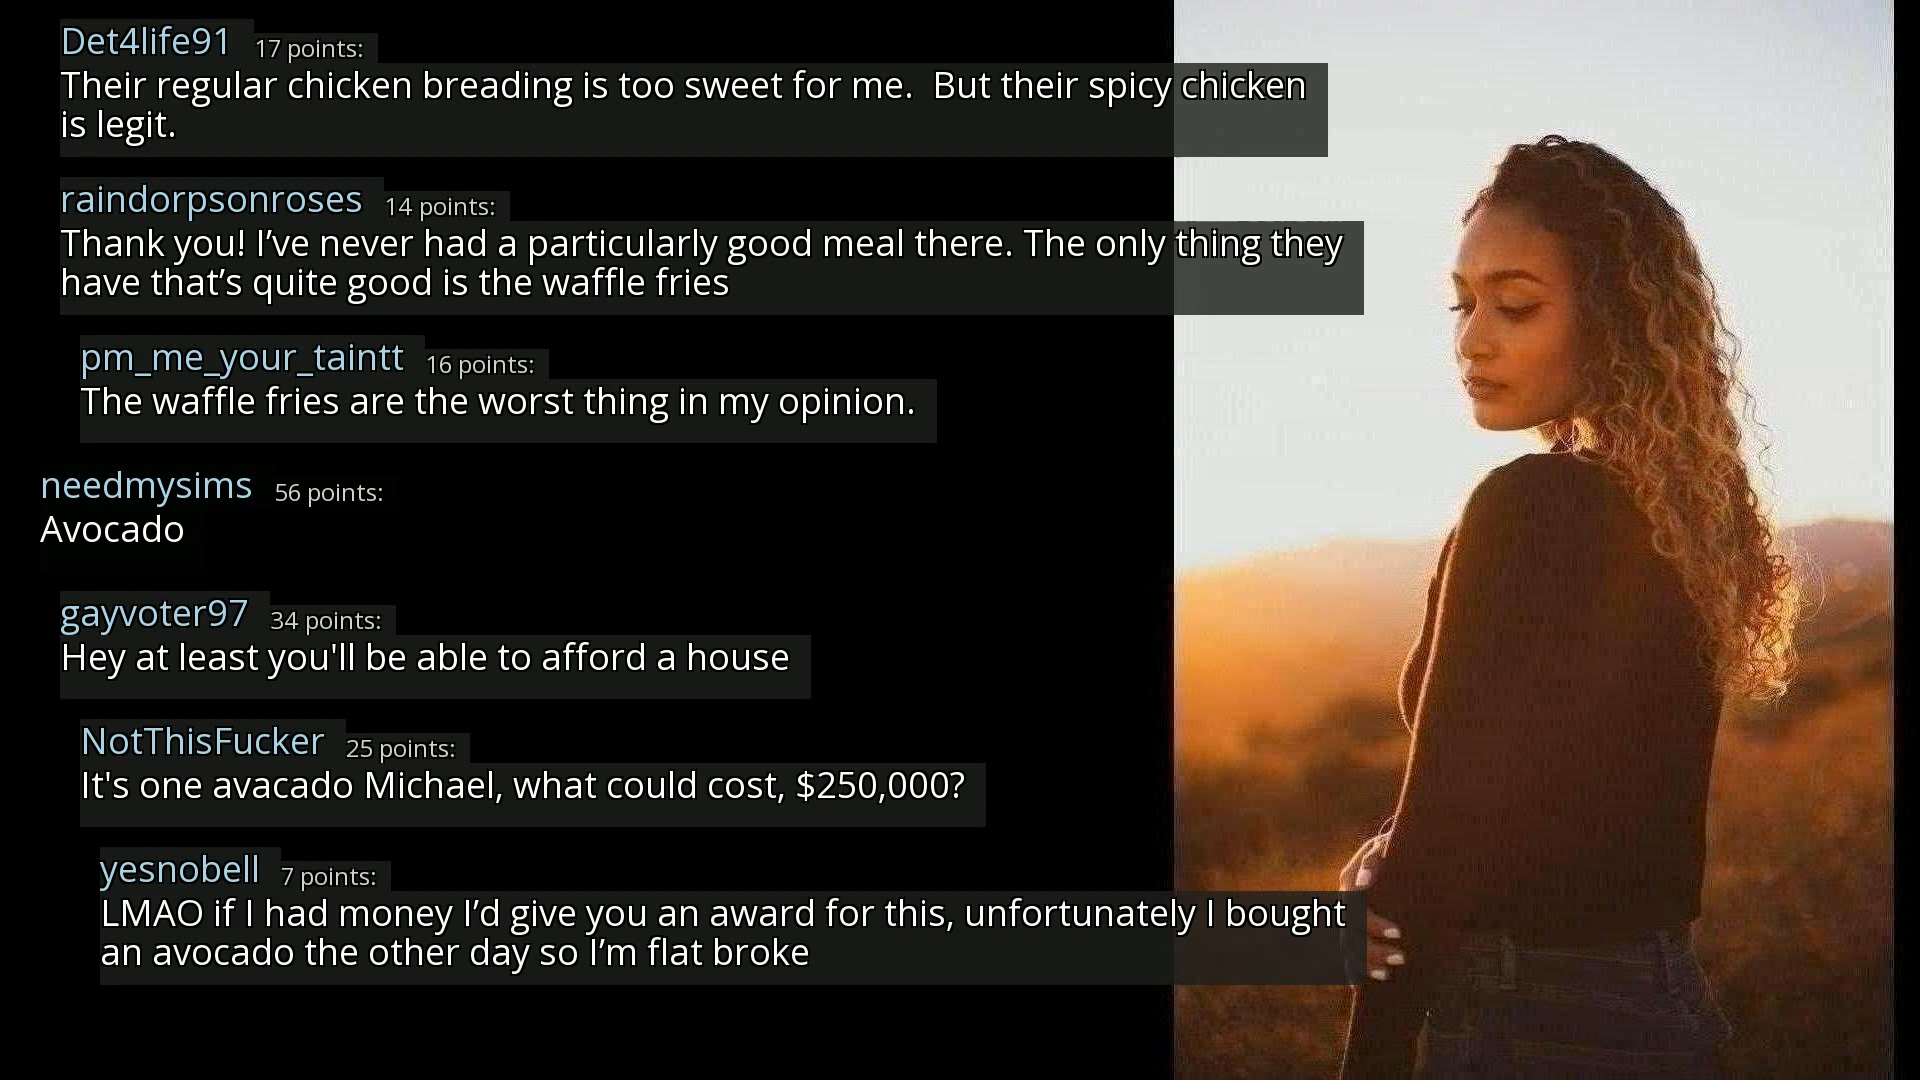 Det4life91 17 points:
Their regular chicken breading is too sweet for me.  But their spicy chicken
is legit.
raindorpsonroses 14 points:
Thank you! I’ve never had a particularly good meal there. The only thing they
have that’s quite good is the waffle fries
pm_me_your_taintt 16 points:
The waffle fries are the worst thing in my opinion.
needmysims 56 points:
Avocado
gayvoter97 34 points:
Hey at least you'll be able to afford a house
NotThisFucker 25 points:
It's one avacado Michael, what could cost, $250,000?
yesnobell 7 points:
LMAO if I had money I’d give you an award for this, unfortunately I bought
an avocado the other day so I’m flat broke